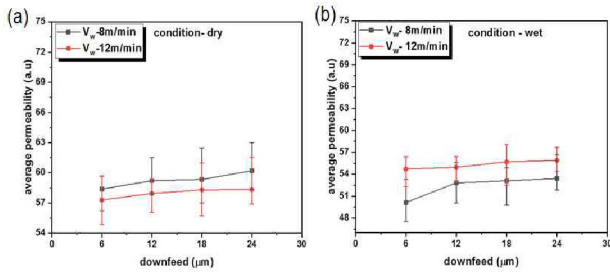 (a)
V_w-8m/min
V_w-12m/min
condition- dry
average permeability (a.u)
75
72
69
66
63
60
57
54
0 6 12 18 24 30
downfeed (μm)
(b)
V_w- 8m/min
V_w- 12m/min
condition - wet
average permeability (a.u)
75
72
69
66
63
60
57
54
51
48
0 6 12 18 24 30
downfeed (μm)